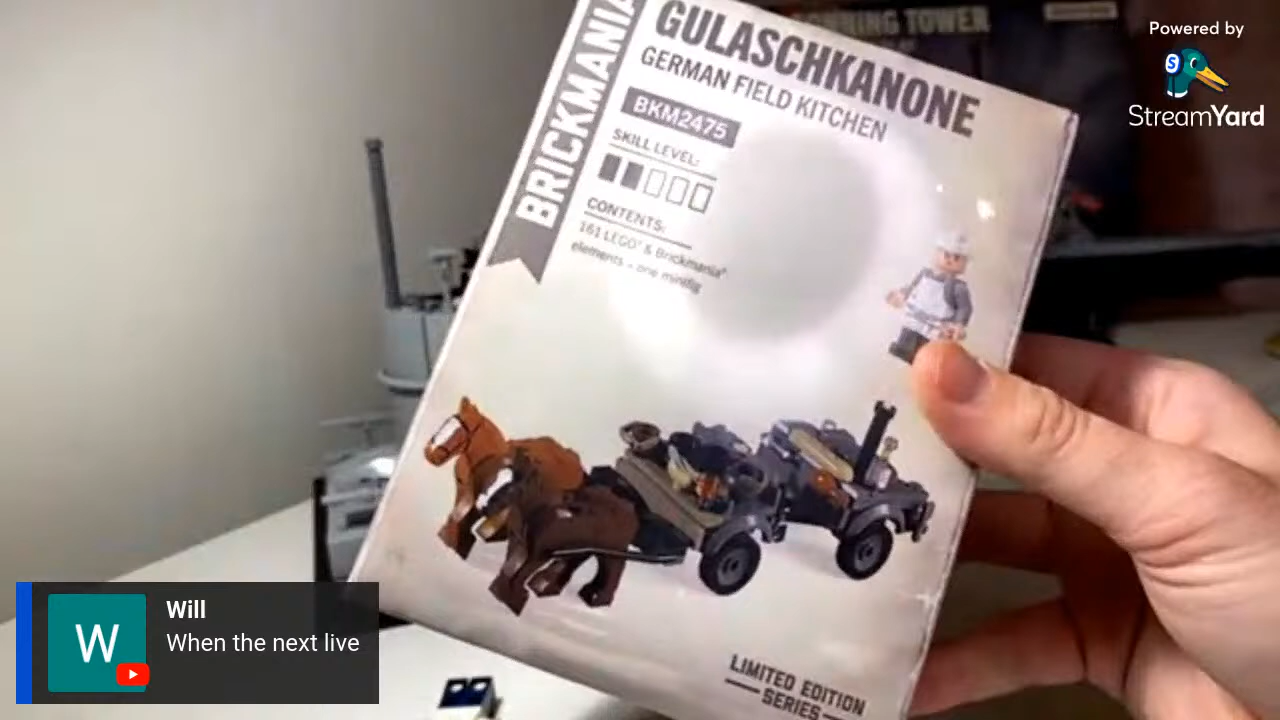 GULASCHKANONE
GERMAN FIELD KITCHEN
BRICKMANIA
BKM2475
SKILL LEVEL:
CONTENTS:
161 LEGO® & Brickmania®
elements - one minifig
LIMITED EDITION
SERIES
TOWER
Powered by
S
StreamYard
W
Will
When the next live